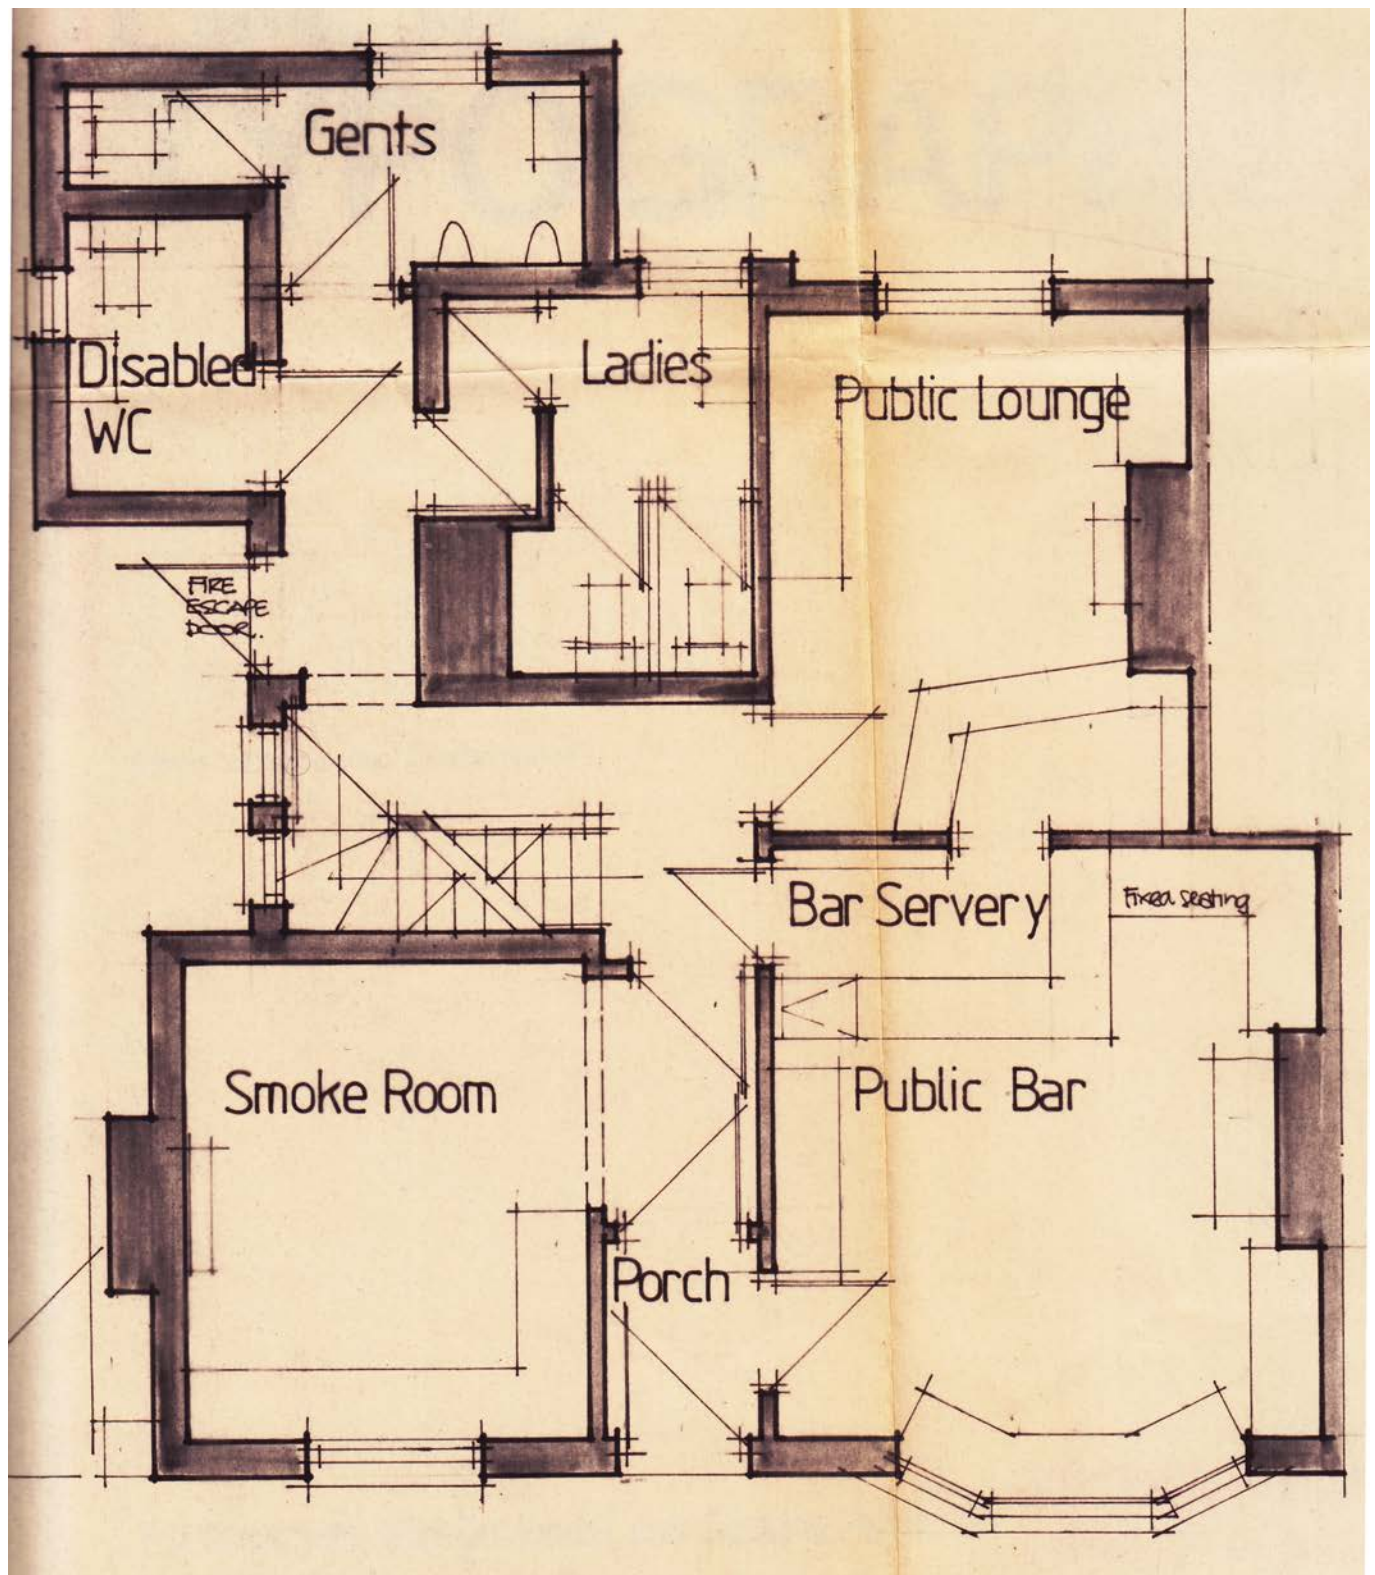 Gents
Disabled
WC
Ladies
Public Lounge
FIRE
ESCAPE
DOOR.
Bar Servery
Fixed seating
Smoke Room
Public Bar
Porch